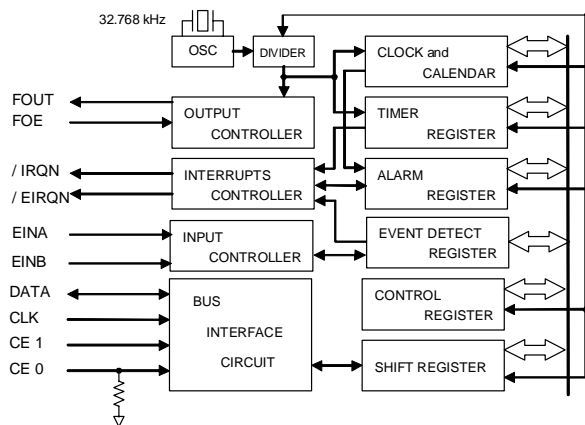 32.768 kHz
OSC
DIVIDER
CLOCK and
CALENDAR
FOUT
FOE
OUTPUT
CONTROLLER
TIMER
REGISTER
/ IRQN
/ EIRQN
INTERRUPTS
CONTROLLER
ALARM
REGISTER
EINA
EINB
INPUT
CONTROLLER
EVENT DETECT
REGISTER
DATA
CLK
CE 1
CE 0
BUS
INTERFACE
CIRCUIT
CONTROL
REGISTER
SHIFT REGISTER